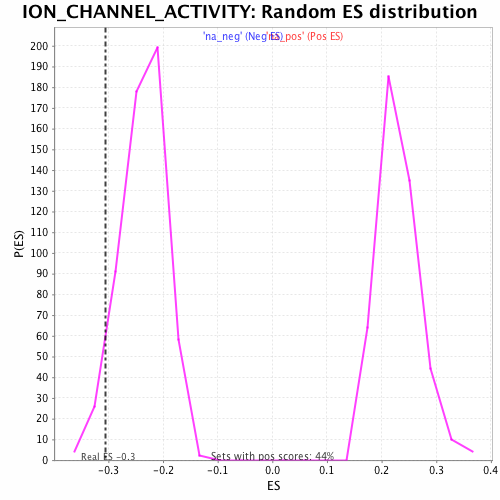 ION_CHANNEL_ACTIVITY: Random ES distribution
'na_neg' (Neg ES)
'na_pos' (Pos ES)
200
190
180
170
160
150
140
130
120
110
100
90
80
70
60
50
40
30
20
10
0
P(ES)
Real ES -0.3
Sets with pos scores: 44%
-0.3 -0.2 -0.1 0.0 0.1 0.2 0.3 0.4
ES